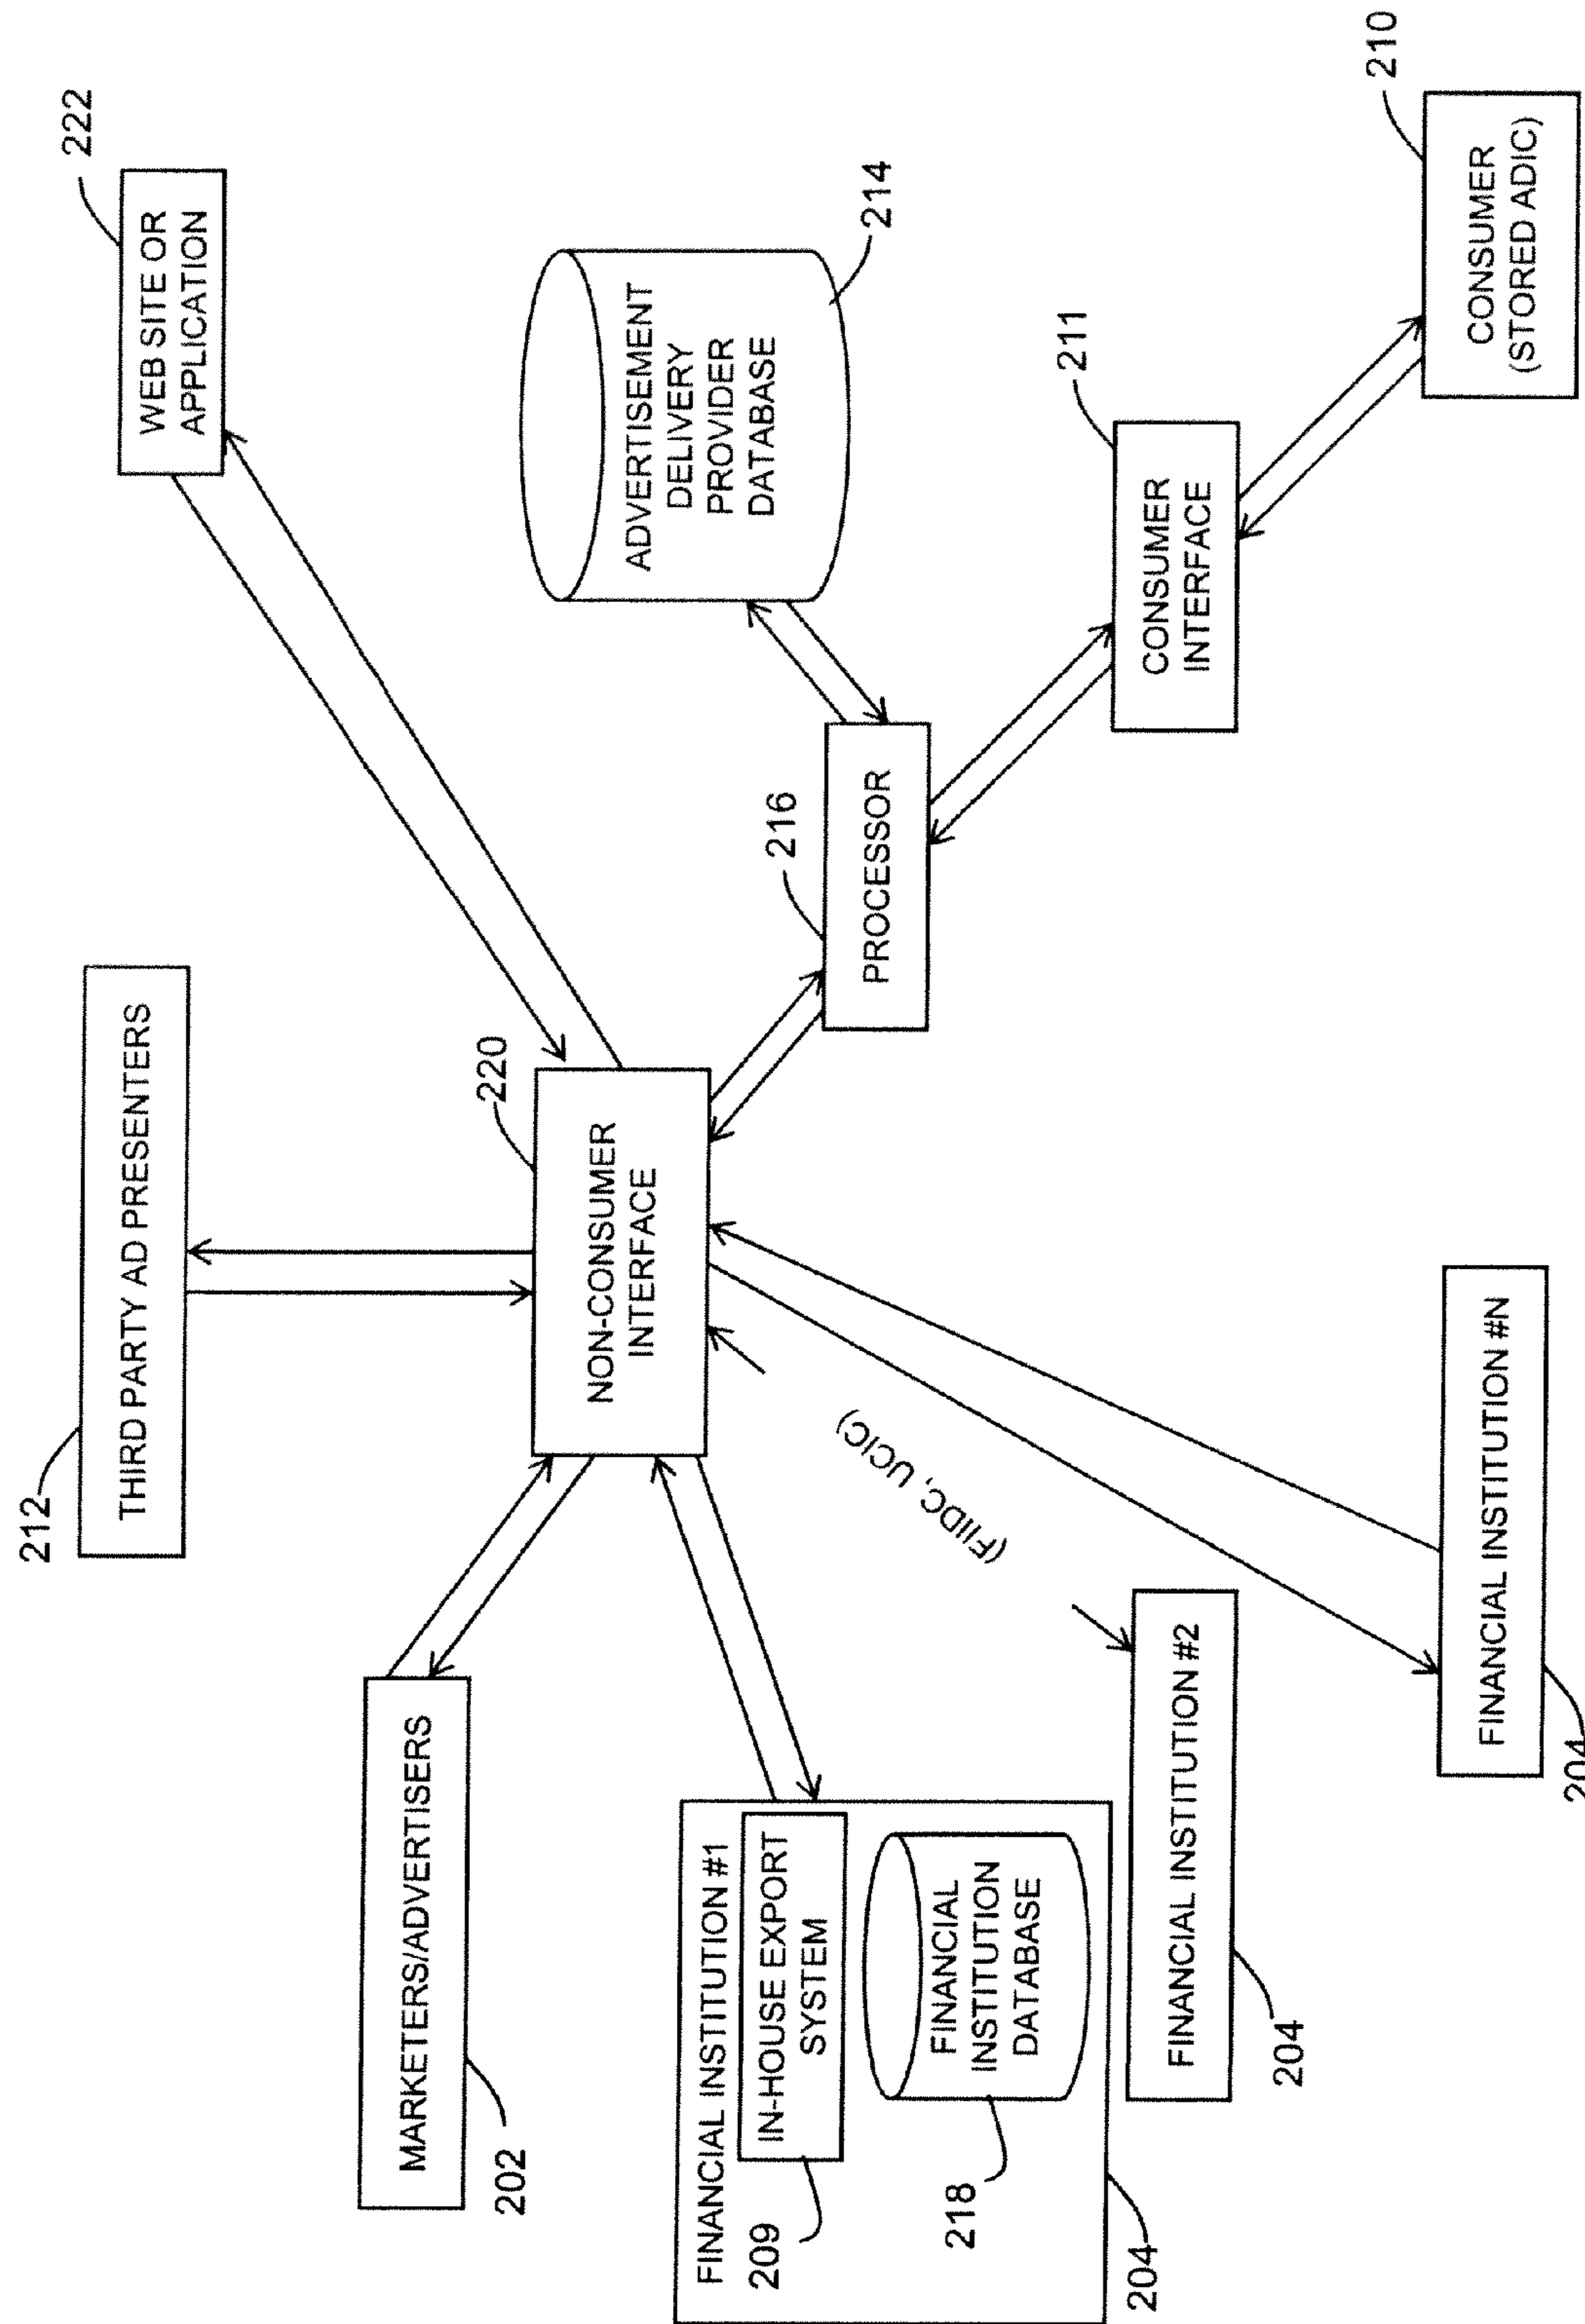 212
THIRD PARTY AD PRESENTERS
222
WEB SITE OR
APPLICATION
MARKETERS/ADVERTISERS
202
220
NON-CONSUMER
INTERFACE
ADVERTISEMENT
DELIVERY
PROVIDER
DATABASE
214
FINANCIAL INSTITUTION #1
209
IN-HOUSE EXPORT
SYSTEM
218
FINANCIAL
INSTITUTION
DATABASE
204
216
PROCESSOR
(FIIDC, UCIC)
211
CONSUMER
INTERFACE
FINANCIAL INSTITUTION #2
204
210
CONSUMER
(STORED ADIC)
FINANCIAL INSTITUTION #N
204